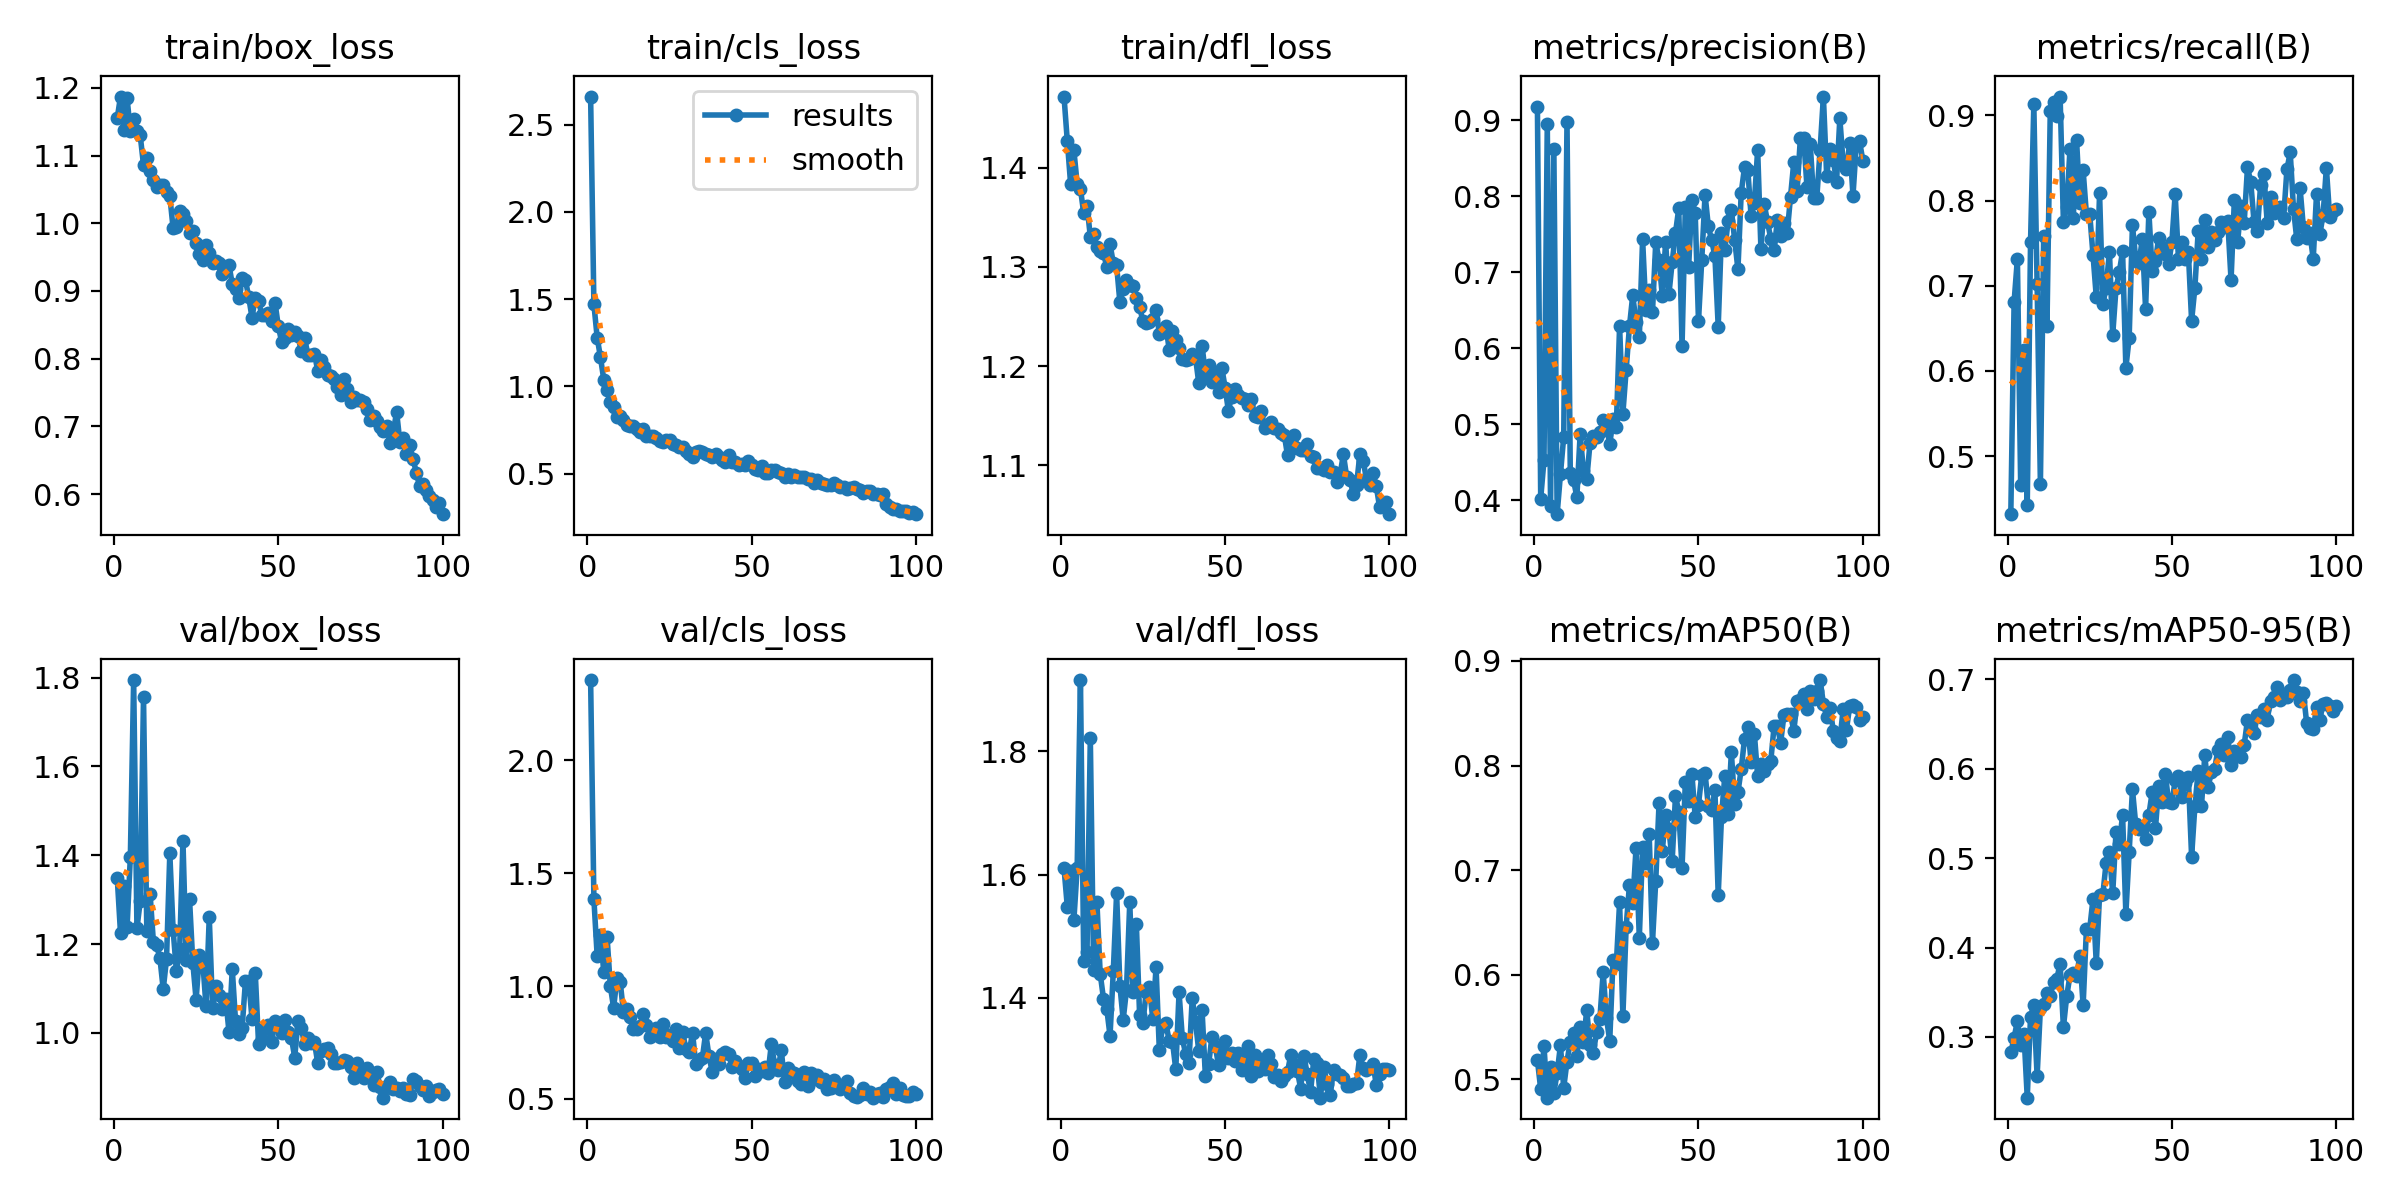 train/box_loss
1.2
1.1
1.0
0.9
0.8
0.7
0.6
0 50 100
train/cls_loss
results
smooth
2.5
2.0
1.5
1.0
0.5
0 50 100
train/dfl_loss
1.4
1.3
1.2
1.1
0 50 100
metrics/precision(B)
0.9
0.8
0.7
0.6
0.5
0.4
0 50 100
metrics/recall(B)
0.9
0.8
0.7
0.6
0.5
0 50 100
val/box_loss
1.8
1.6
1.4
1.2
1.0
0 50 100
val/cls_loss
2.0
1.5
1.0
0.5
0 50 100
val/dfl_loss
1.8
1.6
1.4
0 50 100
metrics/mAP50(B)
0.9
0.8
0.7
0.6
0.5
0 50 100
metrics/mAP50-95(B)
0.7
0.6
0.5
0.4
0.3
0 50 100